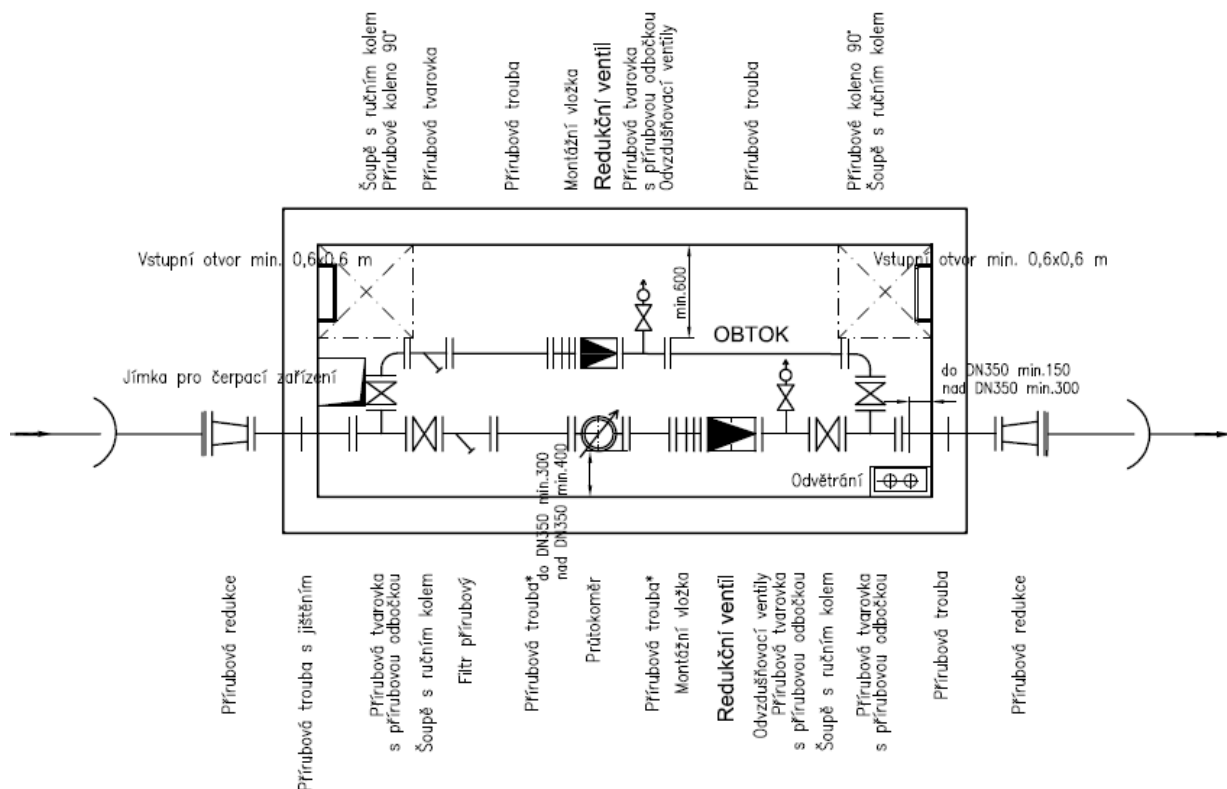 Šoupě s ručním kolem
Přírubové koleno 90°
Přírubová tvarovka
Přírubová trouba
Montážní vložka
Redukční ventil
Přírubová tvarovka
s přírubovou odbočkou
Odvzdušňovací ventily
Přírubová trouba
Přírubové koleno 90°
Šoupě s ručním kolem
Vstupní otvor min. 0,6x0,6 m
Vstupní otvor min. 0,6x0,6 m
min.600
OBTOK
Jímka pro čerpací zařízení
do DN350 min.150
nad DN350 min.300
Odvětrání
do DN350 min.300
nad DN350 min.400
Přírubová redukce
Přírubová trouba s jištěním
Přírubová tvarovka
s přírubovou odbočkou
Šoupě s ručním kolem
Filtr přírubový
Přírubová trouba*
Průtokoměr
Přírubová trouba*
Montážní vložka
Redukční ventil
Odvzdušňovací ventily
Přírubová tvarovka
s přírubovou odbočkou
Šoupě s ručním kolem
Přírubová tvarovka
s přírubovou odbočkou
Přírubová trouba
Přírubová redukce